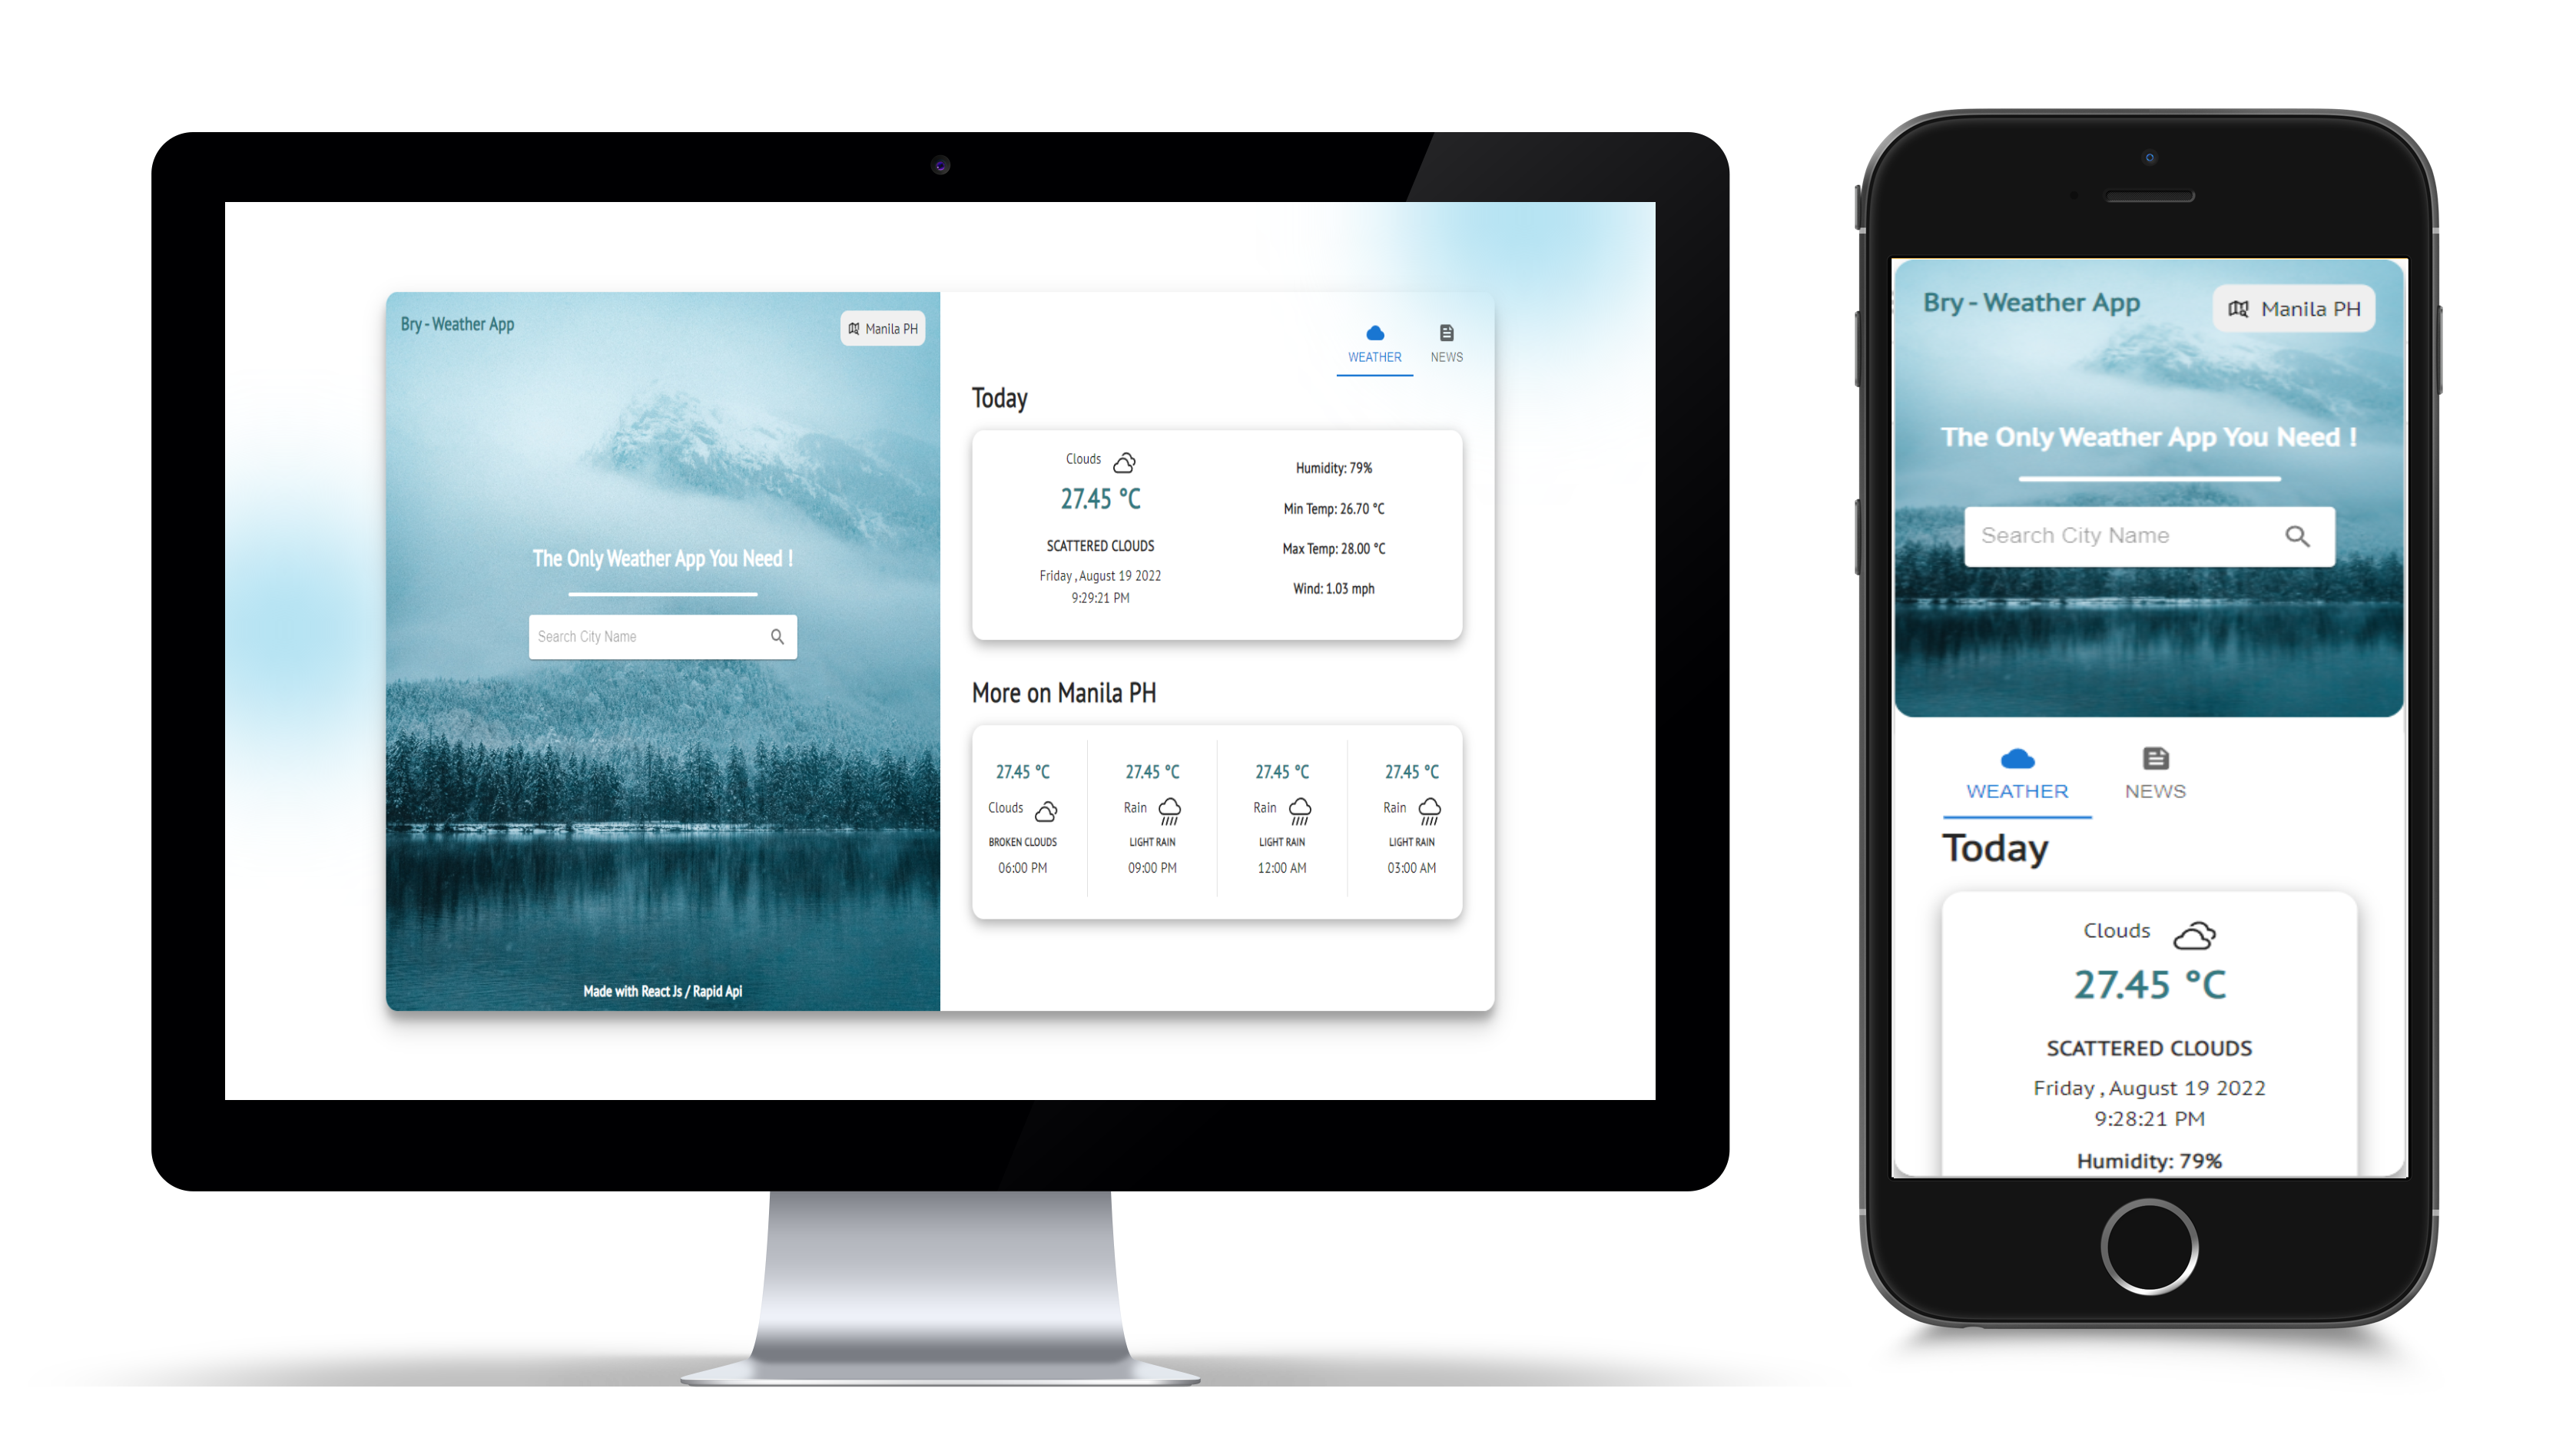 Bry - Weather App
Manila PH
The Only Weather App You Need !
Search City Name
Made with React Js / Rapid Api
WEATHER
NEWS
Today
Clouds
27.45 °C
SCATTERED CLOUDS
Friday , August 19 2022
9:29:21 PM
Humidity: 79%
Min Temp: 26.70 °C
Max Temp: 28.00 °C
Wind: 1.03 mph
More on Manila PH
27.45 °C
Clouds
BROKEN CLOUDS
06:00 PM
27.45 °C
Rain
LIGHT RAIN
09:00 PM
27.45 °C
Rain
LIGHT RAIN
12:00 AM
27.45 °C
Rain
LIGHT RAIN
03:00 AM
Bry - Weather App
Manila PH
The Only Weather App You Need !
Search City Name
WEATHER
NEWS
Today
Clouds
27.45 °C
SCATTERED CLOUDS
Friday , August 19 2022
9:28:21 PM
Humidity: 79%